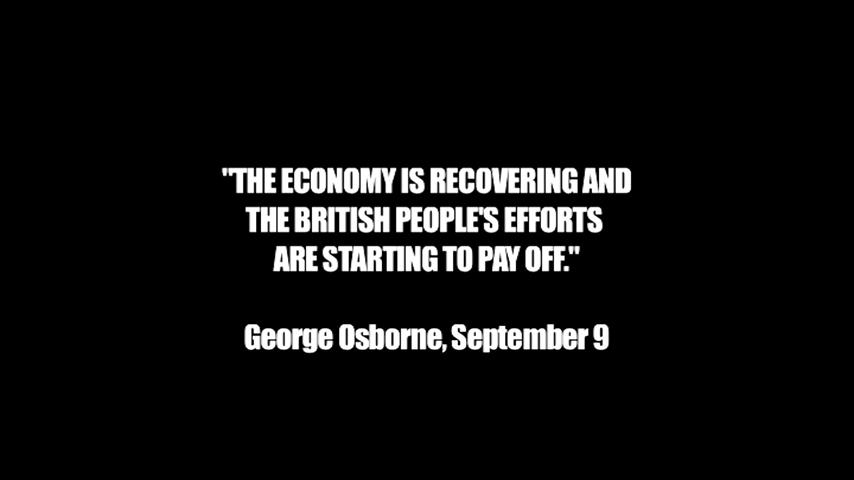 "THE ECONOMY IS RECOVERING AND
THE BRITISH PEOPLE'S EFFORTS
ARE STARTING TO PAY OFF."
George Osborne, September 9